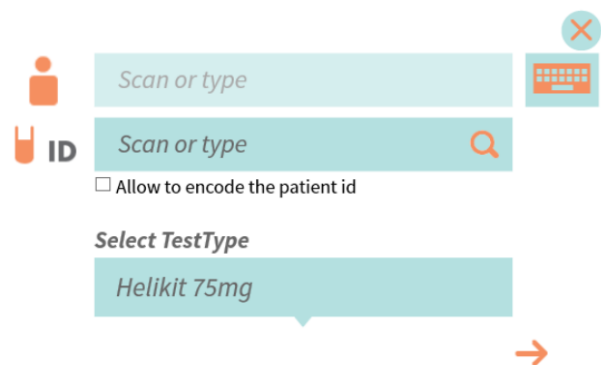 Scan or type
ID
Scan or type
Allow to encode the patient id
Select TestType
Helikit 75mg